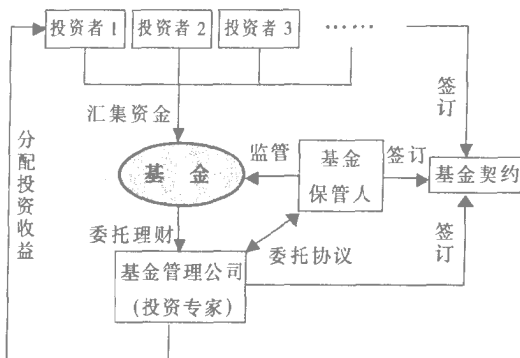 投资者1
投资者2
投资者3
……
汇集资金
签订
分配投资收益
基金
监管
基金
保管人
签订
基金契约
委托理财
委托协议
签订
基金管理公司
(投资专家)